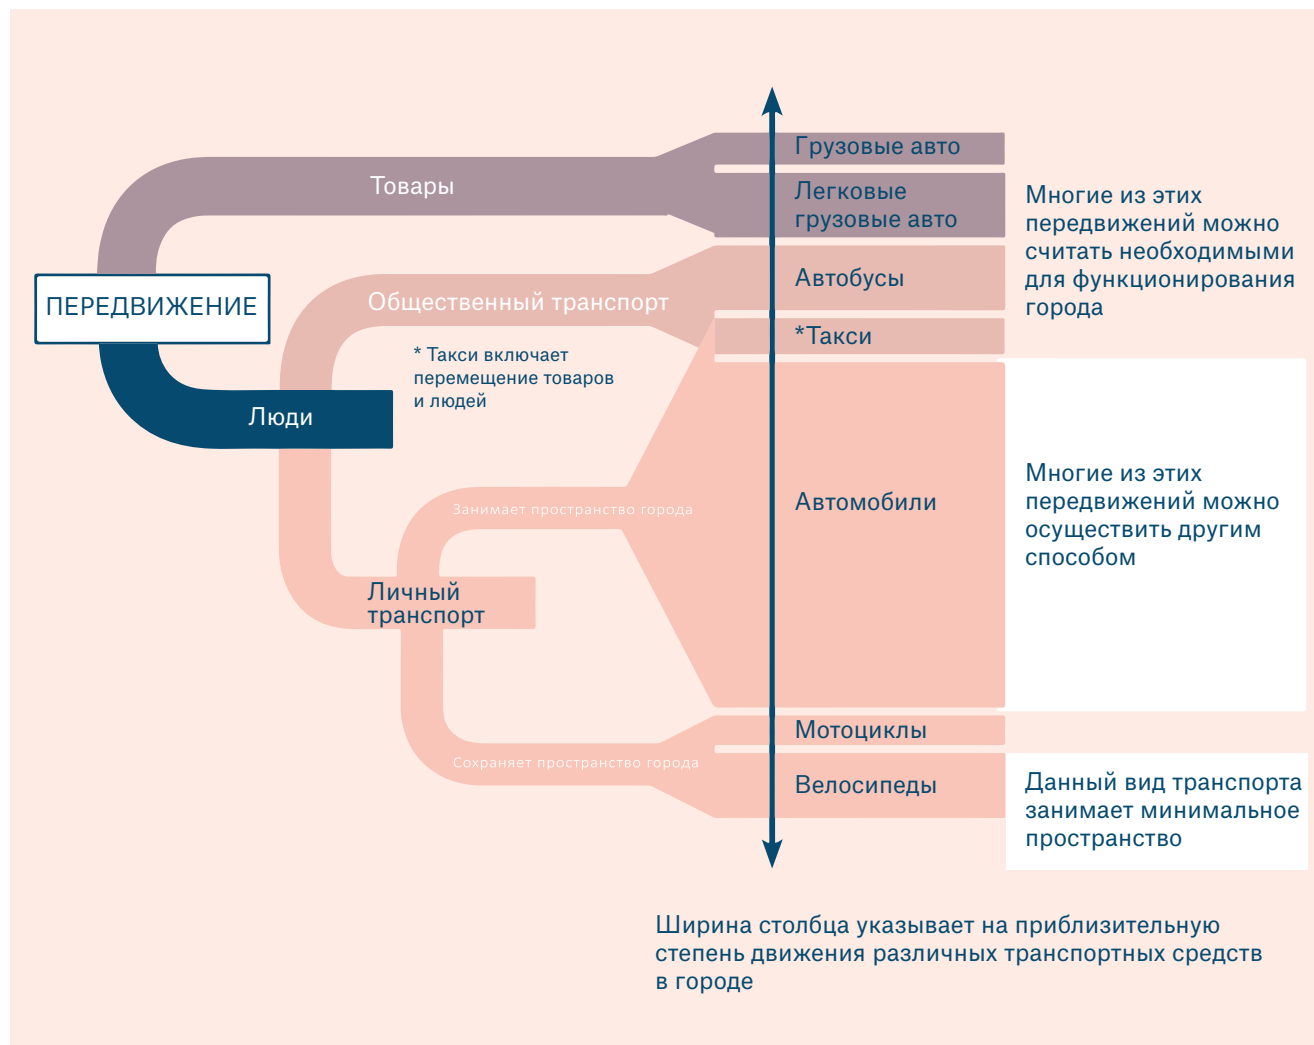 Грузовые авто
Товары
Легковые
грузовые авто
Многие из этих
передвижений можно
считать необходимыми
для функционирования
города
ПЕРЕДВИЖЕНИЕ
Общественный транспорт
Автобусы
*Такси
* Такси включает
перемещение товаров
и людей
Люди
Занимает пространство города
Автомобили
Многие из этих
передвижений можно
осуществить другим
способом
Личный
транспорт
Мотоциклы
Сохраняет пространство города
Велосипеды
Данный вид транспорта
занимает минимальное
пространство
Ширина столбца указывает на приблизительную
степень движения различных транспортных средств
в городе